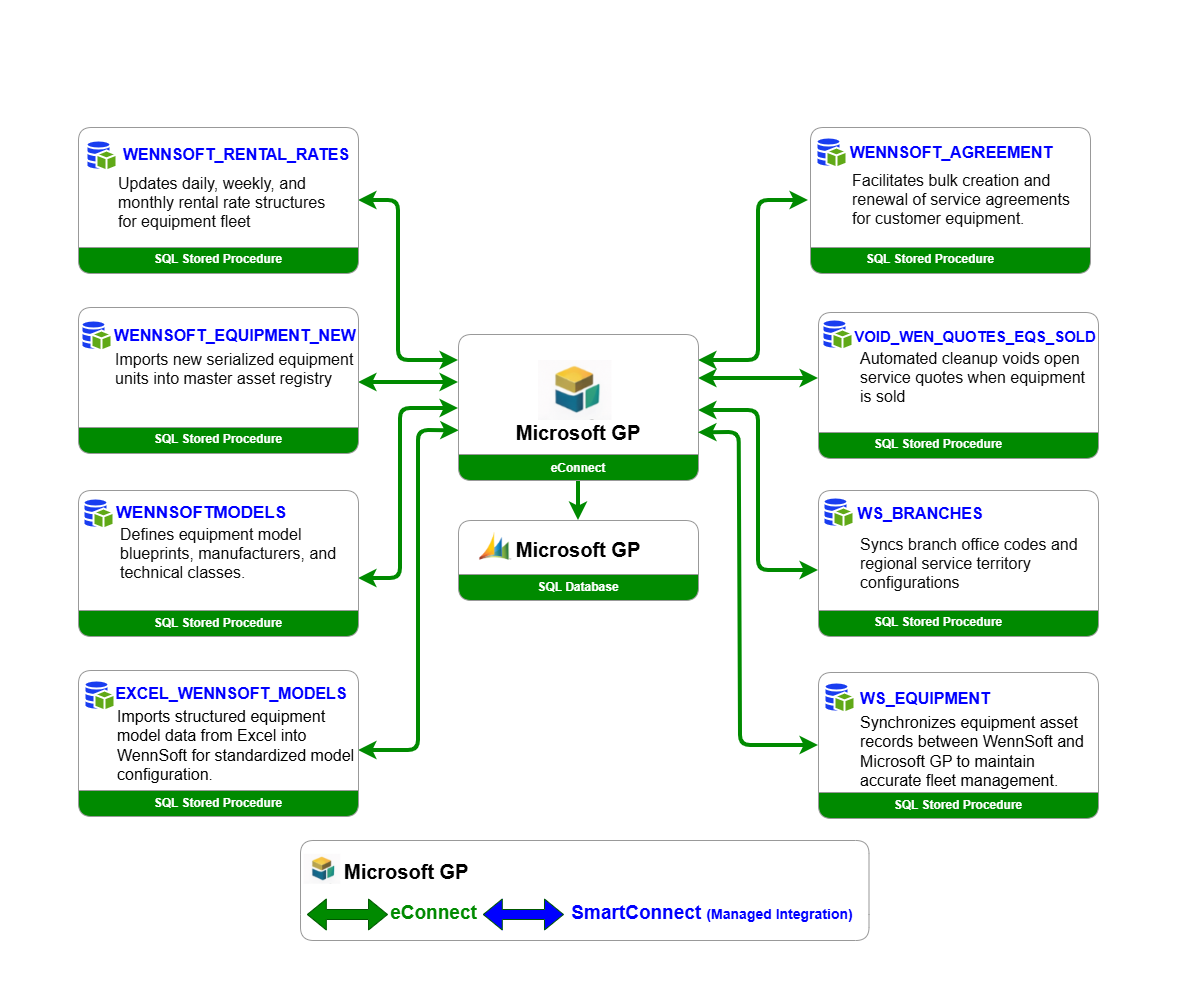 WENNSOFT_RENTAL_RATES
Updates daily, weekly, and
monthly rental rate structures
for equipment fleet
SQL Stored Procedure
WENNSOFT_EQUIPMENT_NEW
Imports new serialized equipment
units into master asset registry
SQL Stored Procedure
WENNSOFTMODELS
Defines equipment model
blueprints, manufacturers, and
technical classes.
SQL Stored Procedure
EXCEL_WENNSOFT_MODELS
Imports structured equipment
model data from Excel into
WennSoft for standardized model
configuration.
SQL Stored Procedure
Microsoft GP
eConnect
Microsoft GP
SQL Database
WENNSOFT_AGREEMENT
Facilitates bulk creation and
renewal of service agreements
for customer equipment.
SQL Stored Procedure
VOID_WEN_QUOTES_EQS_SOLD
Automated cleanup voids open
service quotes when equipment
is sold
SQL Stored Procedure
WS_BRANCHES
Syncs branch office codes and
regional service territory
configurations
SQL Stored Procedure
WS_EQUIPMENT
Synchronizes equipment asset
records between WennSoft and
Microsoft GP to maintain
accurate fleet management.
SQL Stored Procedure
Microsoft GP
eConnect SmartConnect (Managed Integration)